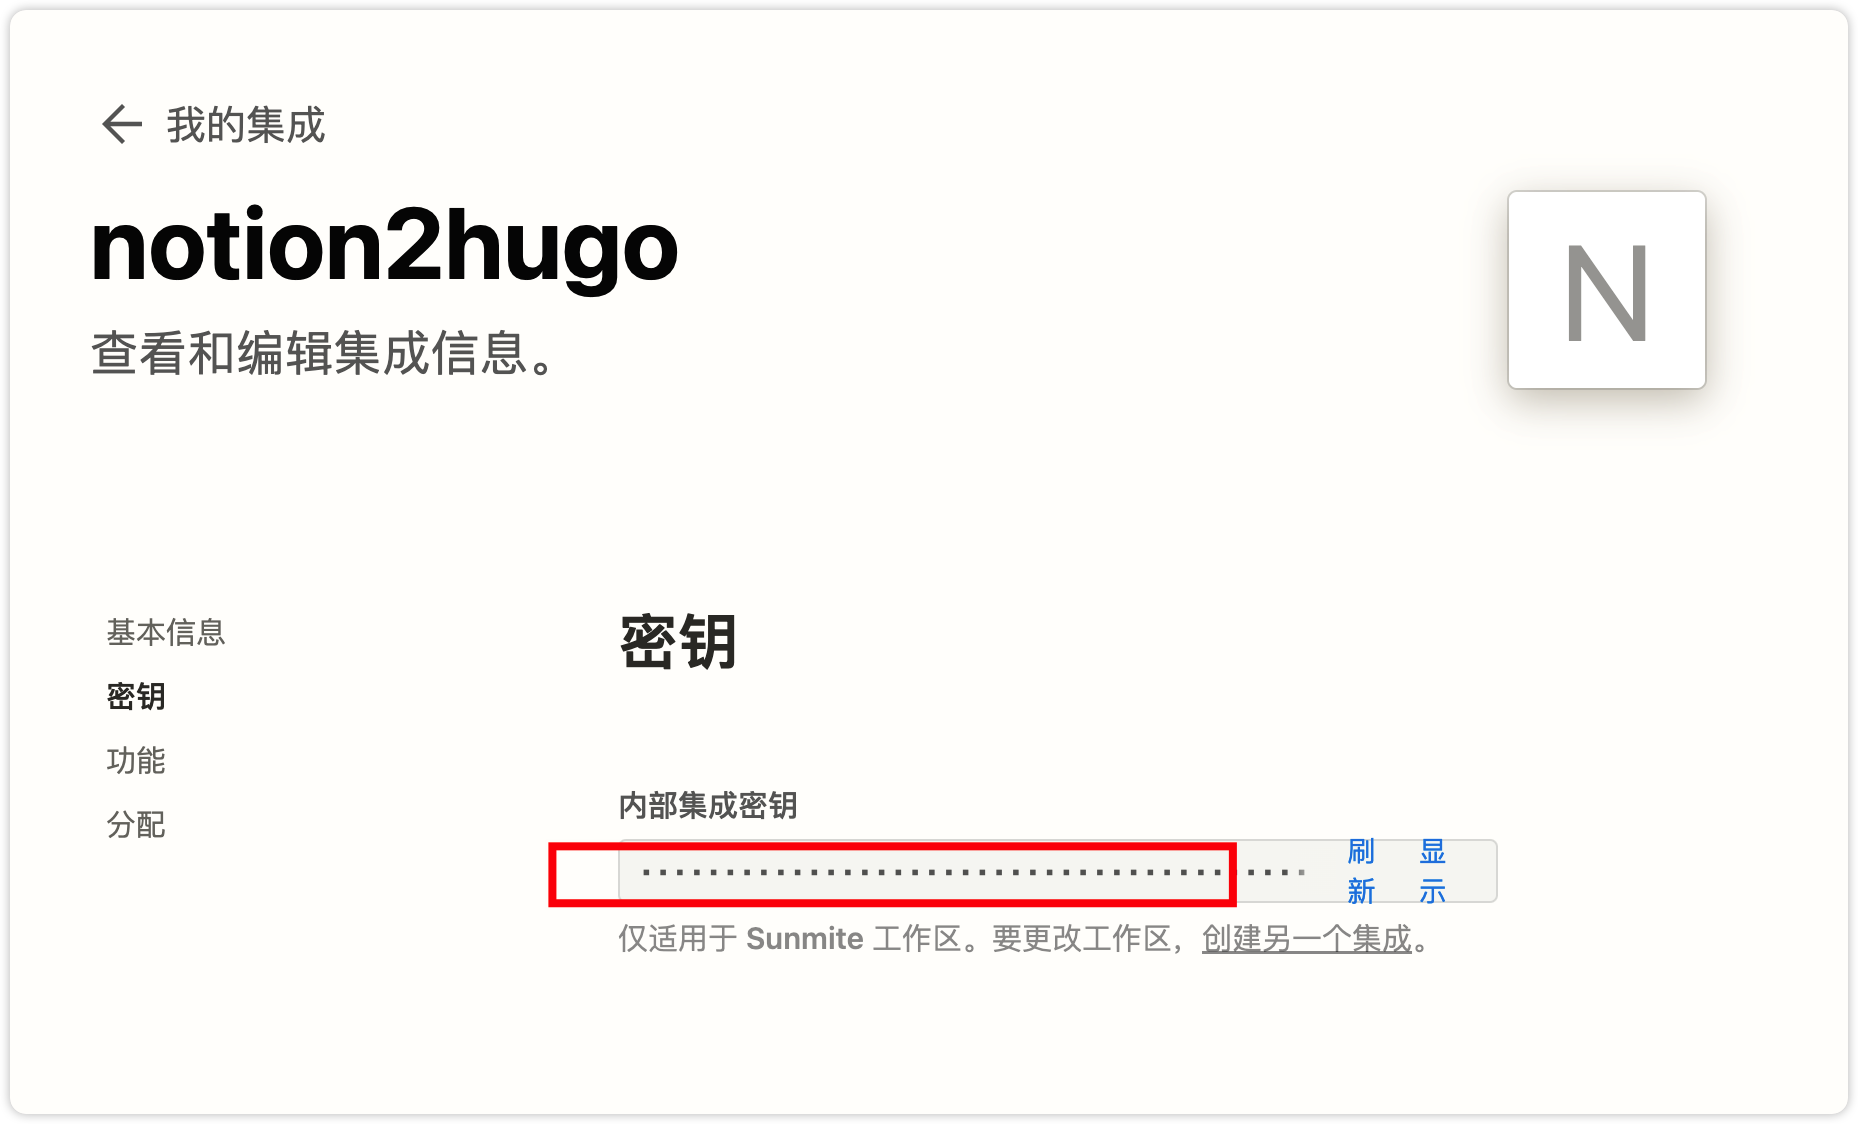 ← 我的集成
notion2hugo
N
查看和编辑集成信息。
基本信息
密钥
功能
分配
密钥
内部集成密钥
刷新
显示
仅适用于 Sunmite 工作区。要更改工作区，创建另一个集成。